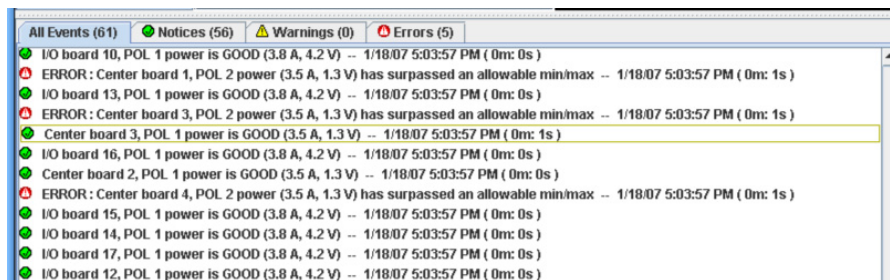 All Events (61) Notices (56) Warnings (0) Errors (5)
I/O board 10, POL 1 power is GOOD (3.8 A, 4.2 V) -- 1/18/07 5:03:57 PM ( 0m: 0s )
ERROR : Center board 1, POL 2 power (3.5 A, 1.3 V) has surpassed an allowable min/max -- 1/18/07 5:03:57 PM ( 0m: 1s )
I/O board 13, POL 1 power is GOOD (3.8 A, 4.2 V) -- 1/18/07 5:03:57 PM ( 0m: 0s )
ERROR : Center board 3, POL 2 power (3.5 A, 1.3 V) has surpassed an allowable min/max -- 1/18/07 5:03:57 PM ( 0m: 1s )
Center board 3, POL 1 power is GOOD (3.5 A, 1.3 V) -- 1/18/07 5:03:57 PM ( 0m: 1s )
I/O board 16, POL 1 power is GOOD (3.8 A, 4.2 V) -- 1/18/07 5:03:57 PM ( 0m: 0s )
Center board 2, POL 1 power is GOOD (3.5 A, 1.3 V) -- 1/18/07 5:03:57 PM ( 0m: 0s )
ERROR : Center board 4, POL 2 power (3.5 A, 1.3 V) has surpassed an allowable min/max -- 1/18/07 5:03:57 PM ( 0m: 1s )
I/O board 15, POL 1 power is GOOD (3.8 A, 4.2 V) -- 1/18/07 5:03:57 PM ( 0m: 0s )
I/O board 14, POL 1 power is GOOD (3.8 A, 4.2 V) -- 1/18/07 5:03:57 PM ( 0m: 0s )
I/O board 17, POL 1 power is GOOD (3.8 A, 4.2 V) -- 1/18/07 5:03:57 PM ( 0m: 0s )
I/O board 12, POL 1 power is GOOD (3.8 A, 4.2 V) -- 1/18/07 5:03:57 PM ( 0m: 0s )